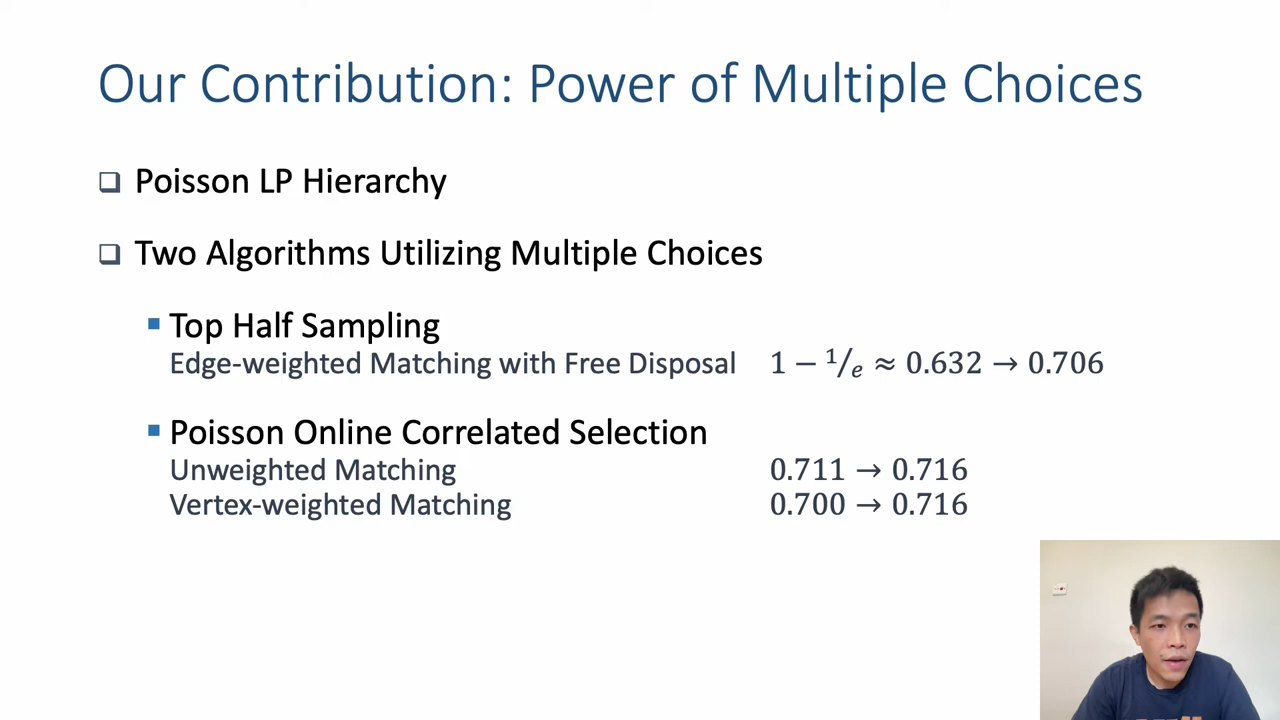 Our Contribution: Power of Multiple Choices
Poisson LP Hierarchy
Two Algorithms Utilizing Multiple Choices
Top Half Sampling
Edge-weighted Matching with Free Disposal 1 − 1/e ≈ 0.632 → 0.706
Poisson Online Correlated Selection
Unweighted Matching 0.711 → 0.716
Vertex-weighted Matching 0.700 → 0.716